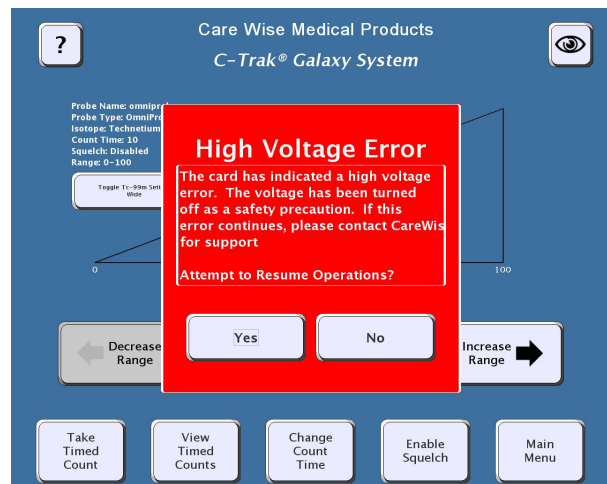 ?
Care Wise Medical Products
C-Trak® Galaxy System
Probe Name: omnipro
Probe Type: OmniPro
Isotope: Technetium
Count Time: 10
Squelch: Disabled
Range: 0-100
Toggle Tc-99m Sett
Wide
High Voltage Error
The card has indicated a high voltage
error. The voltage has been turned
off as a safety precaution. If this
error continues, please contact CareWis
for support
Attempt to Resume Operations?
Yes
No
0
100
Decrease
Range
Increase
Range
Take
Timed
Count
View
Timed
Counts
Change
Count
Time
Enable
Squelch
Main
Menu